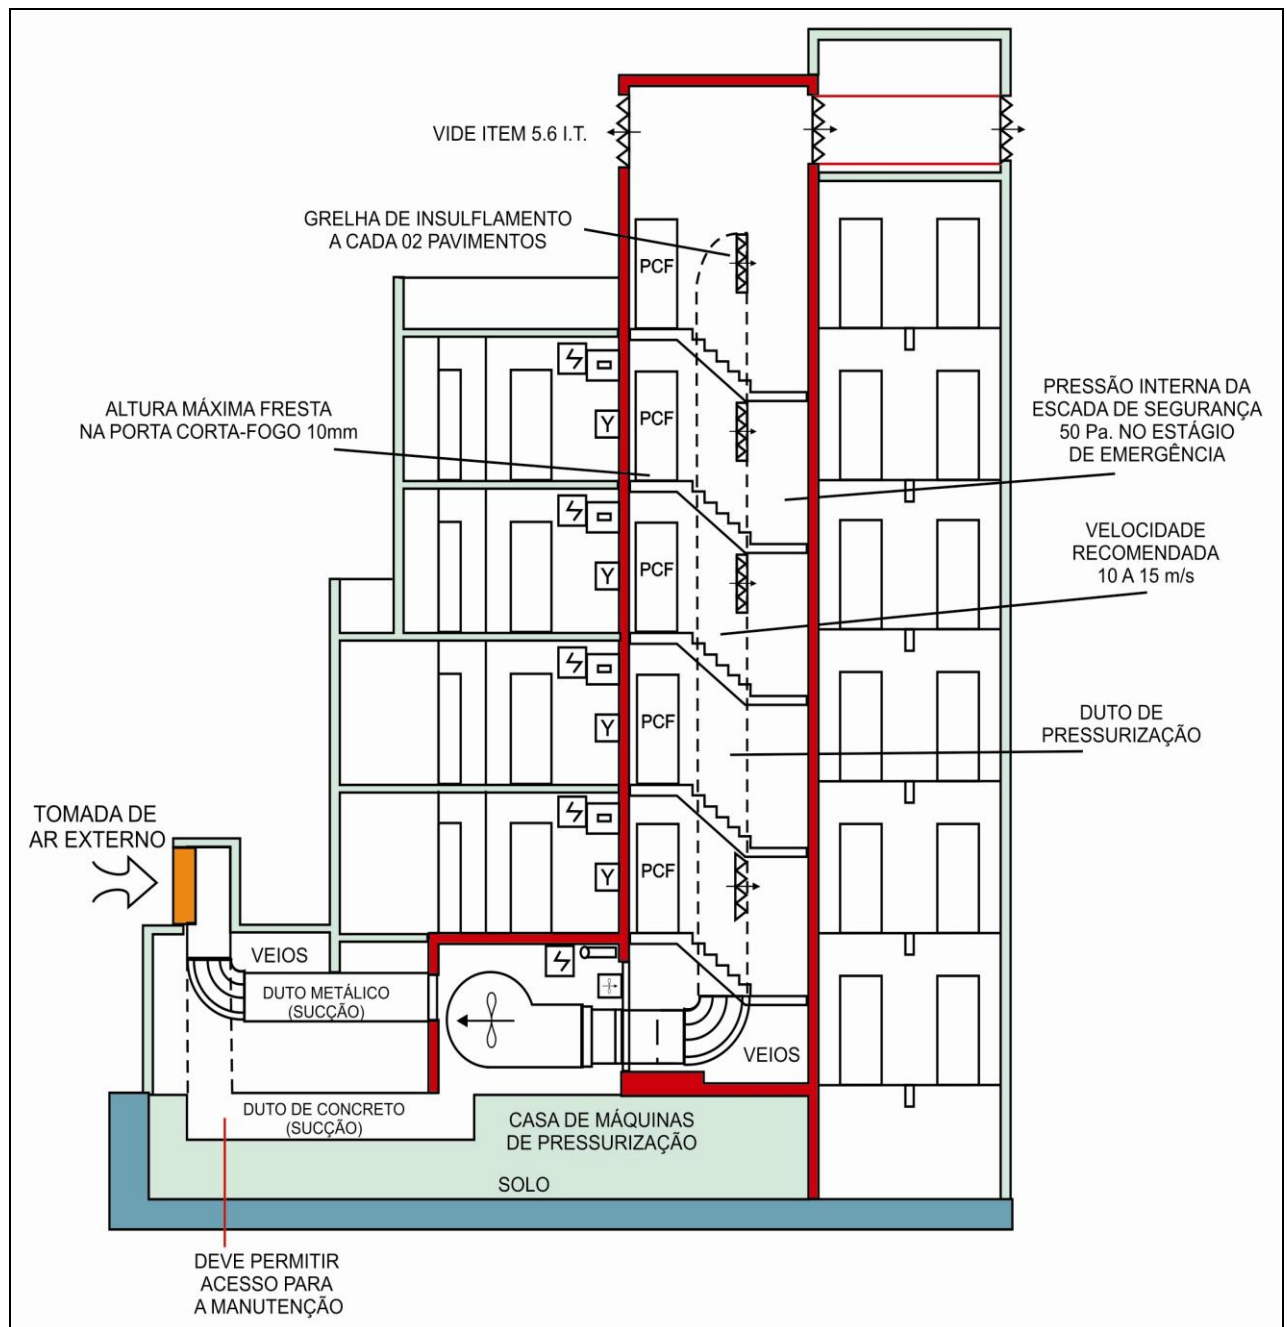 VIDE ITEM 5.6 I.T.
GRELHA DE INSULFLAMENTO
A CADA 02 PAVIMENTOS
PCF
ALTURA MÁXIMA FRESTA
NA PORTA CORTA-FOGO 10mm
PCF
Y
PRESSÃO INTERNA DA
ESCADA DE SEGURANÇA
50 Pa. NO ESTÁGIO
DE EMERGÊNCIA
PCF
Y
VELOCIDADE
RECOMENDADA
10 A 15 m/s
PCF
Y
DUTO DE
PRESSURIZAÇÃO
TOMADA DE
AR EXTERNO
PCF
Y
VEIOS
DUTO METÁLICO
(SUCÇÃO)
VEIOS
DUTO DE CONCRETO
(SUCÇÃO)
CASA DE MÁQUINAS
DE PRESSURIZAÇÃO
SOLO
DEVE PERMITIR
ACESSO PARA
A MANUTENÇÃO